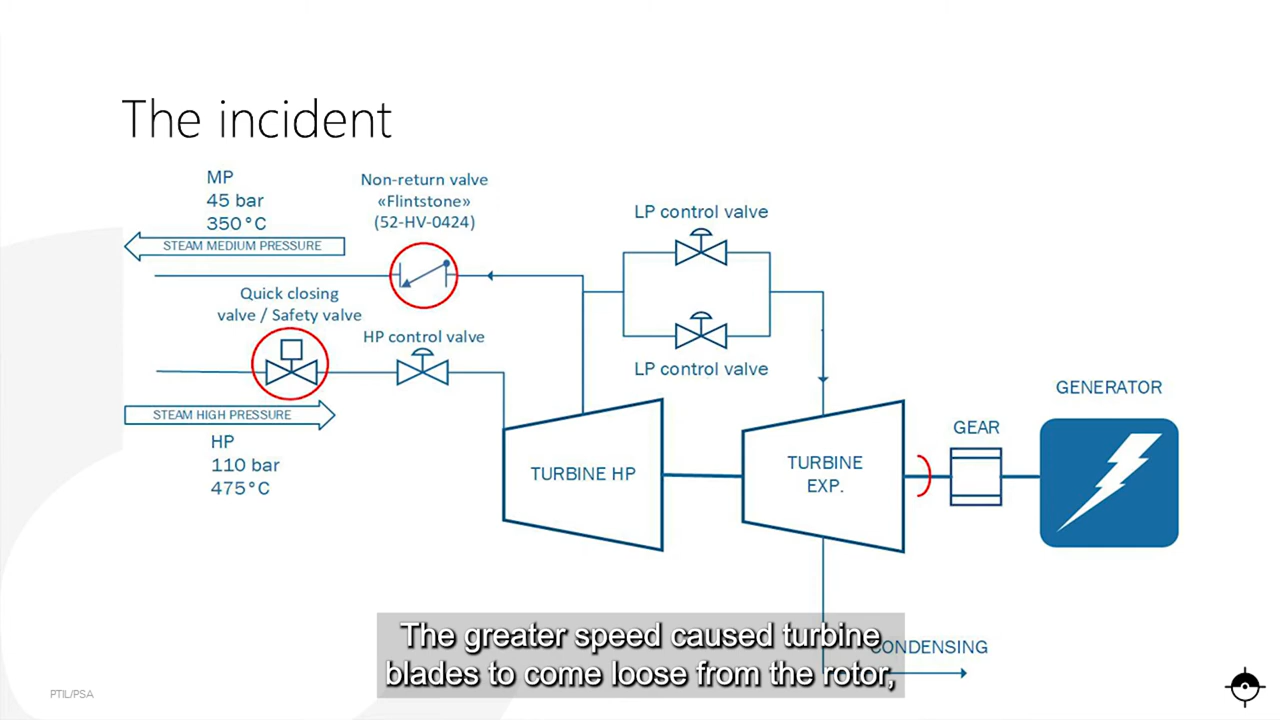 The incident
MP
45 bar
350°C
STEAM MEDIUM PRESSURE
Non-return valve
«Flintstone»
(52-HV-0424)
LP control valve
Quick closing
valve / Safety valve
HP control valve
LP control valve
STEAM HIGH PRESSURE
HP
110 bar
475°C
TURBINE HP
TURBINE
EXP.
GEAR
GENERATOR
CONDENSING
The greater speed caused turbine
blades to come loose from the rotor,
PTIL/PSA